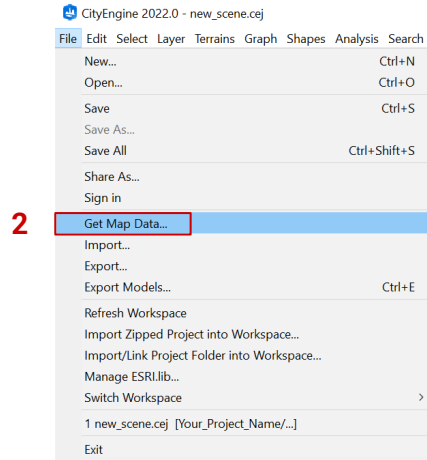 CityEngine 2022.0 - new_scene.cej
File Edit Select Layer Terrains Graph Shapes Analysis Search
New... Ctrl+N
Open... Ctrl+O
Save Ctrl+S
Save As...
Save All Ctrl+Shift+S
Share As...
Sign in
2 Get Map Data...
Import...
Export...
Export Models... Ctrl+E
Refresh Workspace
Import Zipped Project into Workspace...
Import/Link Project Folder into Workspace...
Manage ESRI.lib...
Switch Workspace >
1 new_scene.cej [Your_Project_Name/...]
Exit